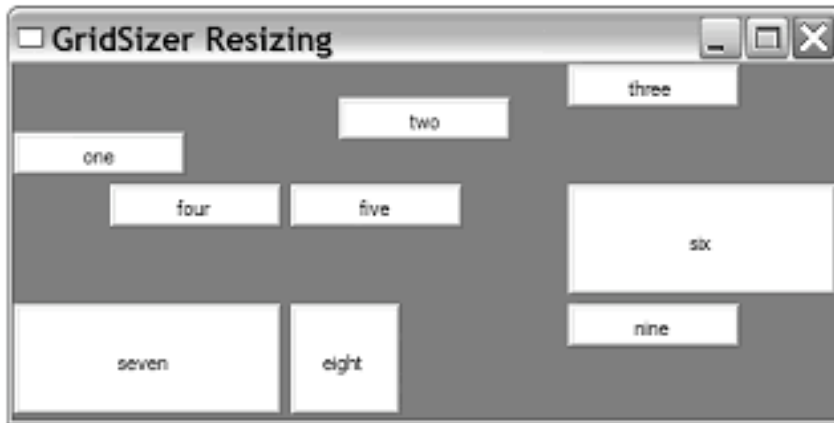 GridSizer Resizing
three
two
one
four five
six
nine
seven eight